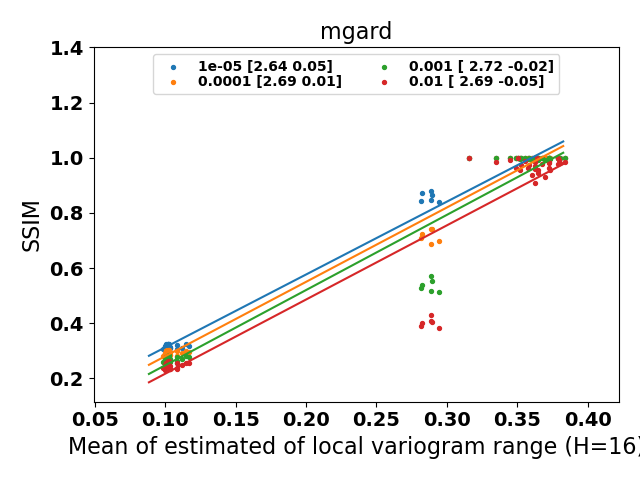 mgard
1.4
1.2
1.0
0.8
0.6
0.4
0.2
SSIM
1e-05 [2.64 0.05]
0.0001 [2.69 0.01]
0.001 [ 2.72 -0.02]
0.01 [ 2.69 -0.05]
0.05 0.10 0.15 0.20 0.25 0.30 0.35 0.40
Mean of estimated of local variogram range (H=16)